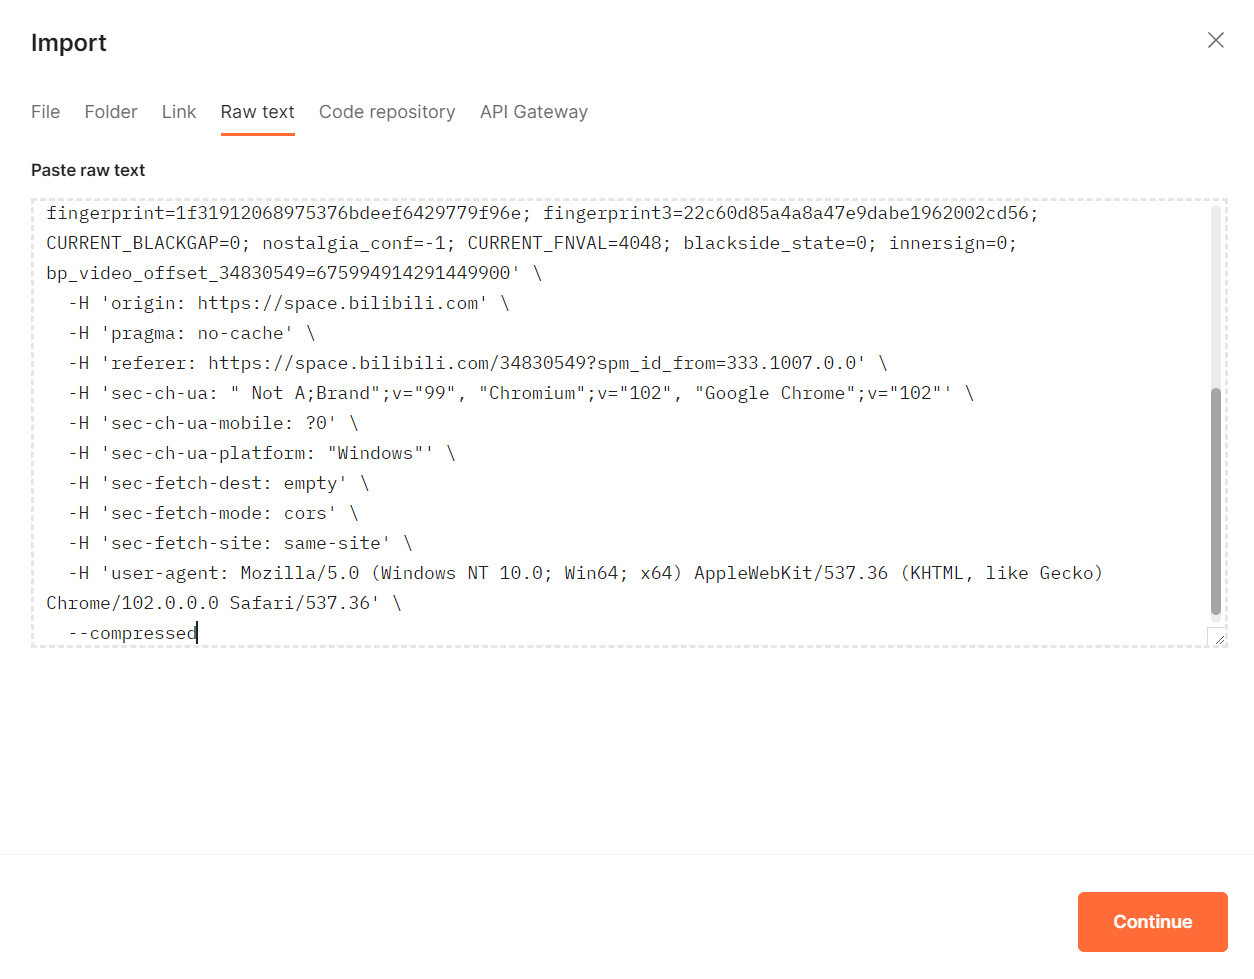 Import
File Folder Link Raw text Code repository API Gateway
Paste raw text
fingerprint=1f31912068975376bdeef6429779f96e; fingerprint3=22c60d85a4a8a47e9dabe1962002cd56;
CURRENT_BLACKGAP=0; nostalgia_conf=-1; CURRENT_FNVAL=4048; blackside_state=0; innersign=0;
bp_video_offset_34830549=675994914291449900' \
-H 'origin: https://space.bilibili.com' \
-H 'pragma: no-cache' \
-H 'referer: https://space.bilibili.com/34830549?spm_id_from=333.1007.0.0' \
-H 'sec-ch-ua: " Not A;Brand";v="99", "Chromium";v="102", "Google Chrome";v="102"' \
-H 'sec-ch-ua-mobile: ?0' \
-H 'sec-ch-ua-platform: "Windows"' \
-H 'sec-fetch-dest: empty' \
-H 'sec-fetch-mode: cors' \
-H 'sec-fetch-site: same-site' \
-H 'user-agent: Mozilla/5.0 (Windows NT 10.0; Win64; x64) AppleWebKit/537.36 (KHTML, like Gecko)
Chrome/102.0.0.0 Safari/537.36' \
--compressed
Continue